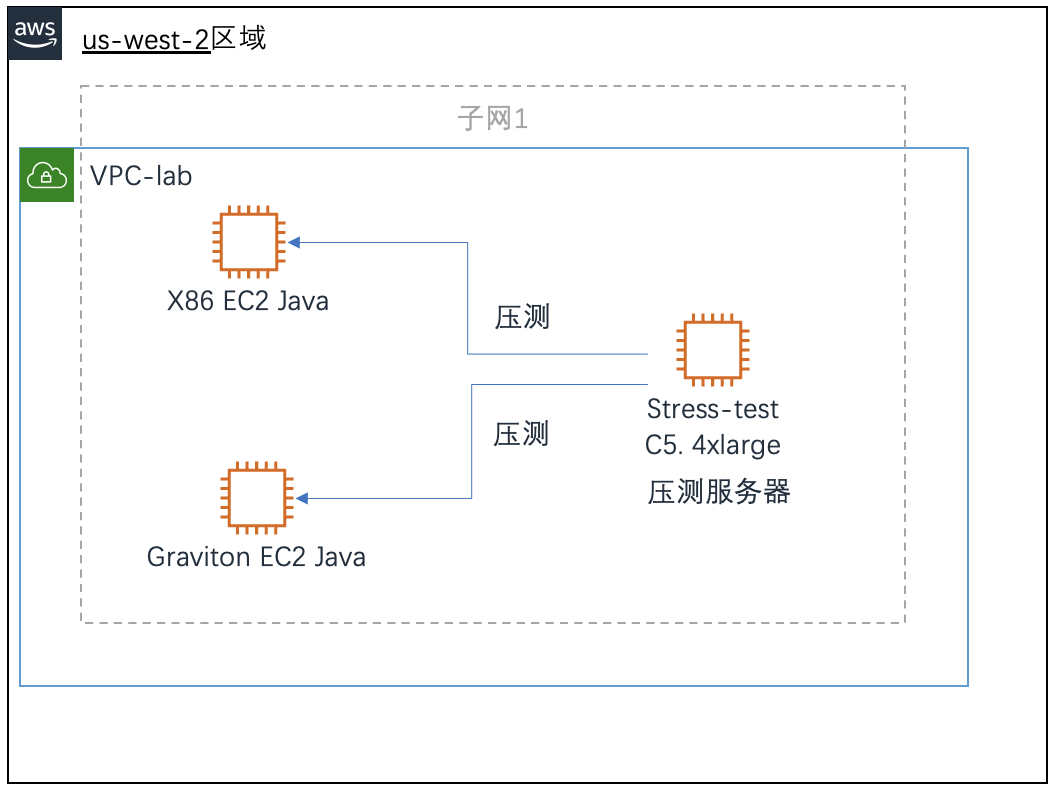 aws
us-west-2区域
子网1
VPC-lab
X86 EC2 Java
压测
Stress-test
C5. 4xlarge
压测
压测服务器
Graviton EC2 Java